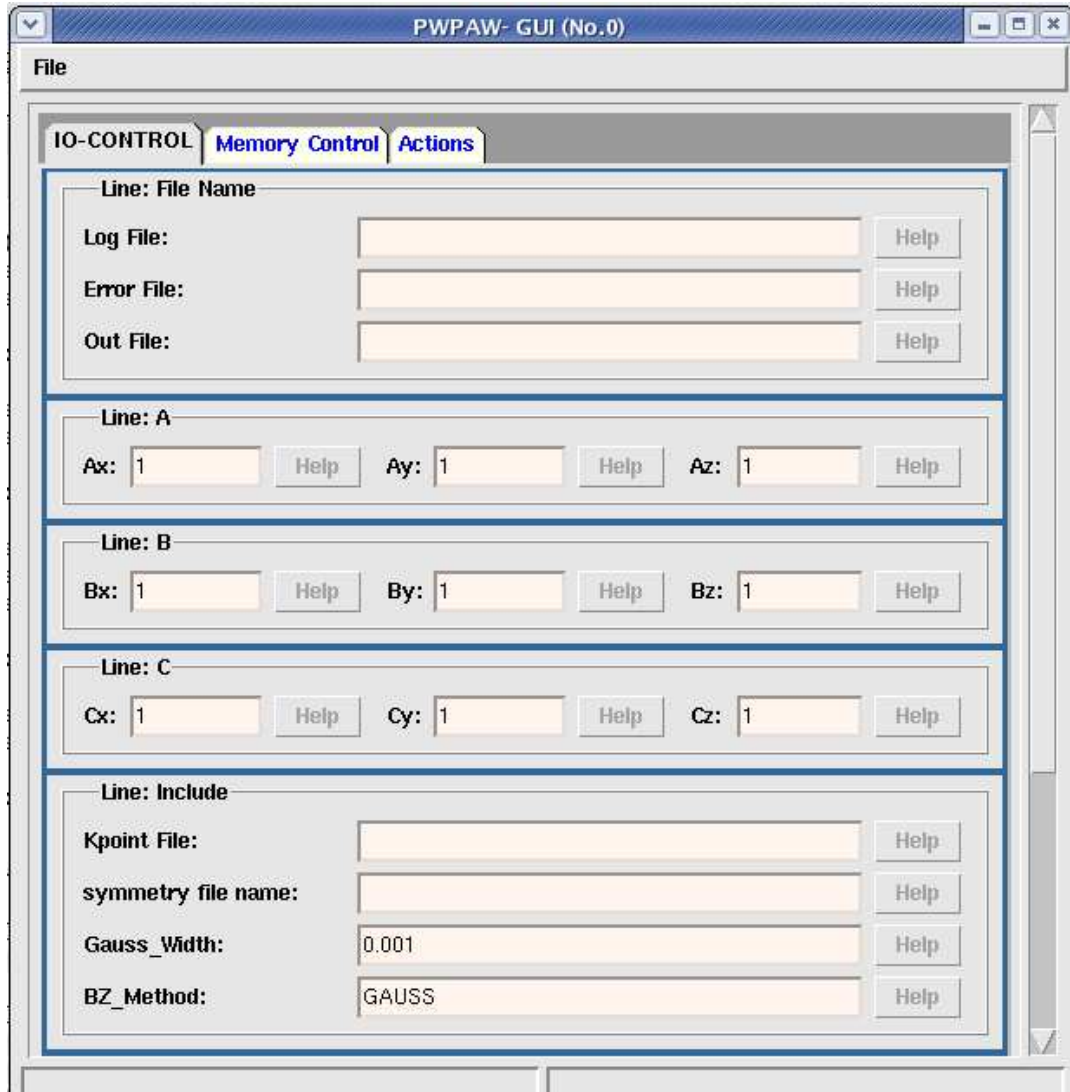 PWPAW- GUI (No.0)
File
IO-CONTROL Memory Control Actions
Line: File Name
Log File: Help
Error File: Help
Out File: Help
Line: A
Ax: 1 Help Ay: 1 Help Az: 1 Help
Line: B
Bx: 1 Help By: 1 Help Bz: 1 Help
Line: C
Cx: 1 Help Cy: 1 Help Cz: 1 Help
Line: Include
Kpoint File: Help
symmetry file name: Help
Gauss_Width: 0.001 Help
BZ_Method: GAUSS Help